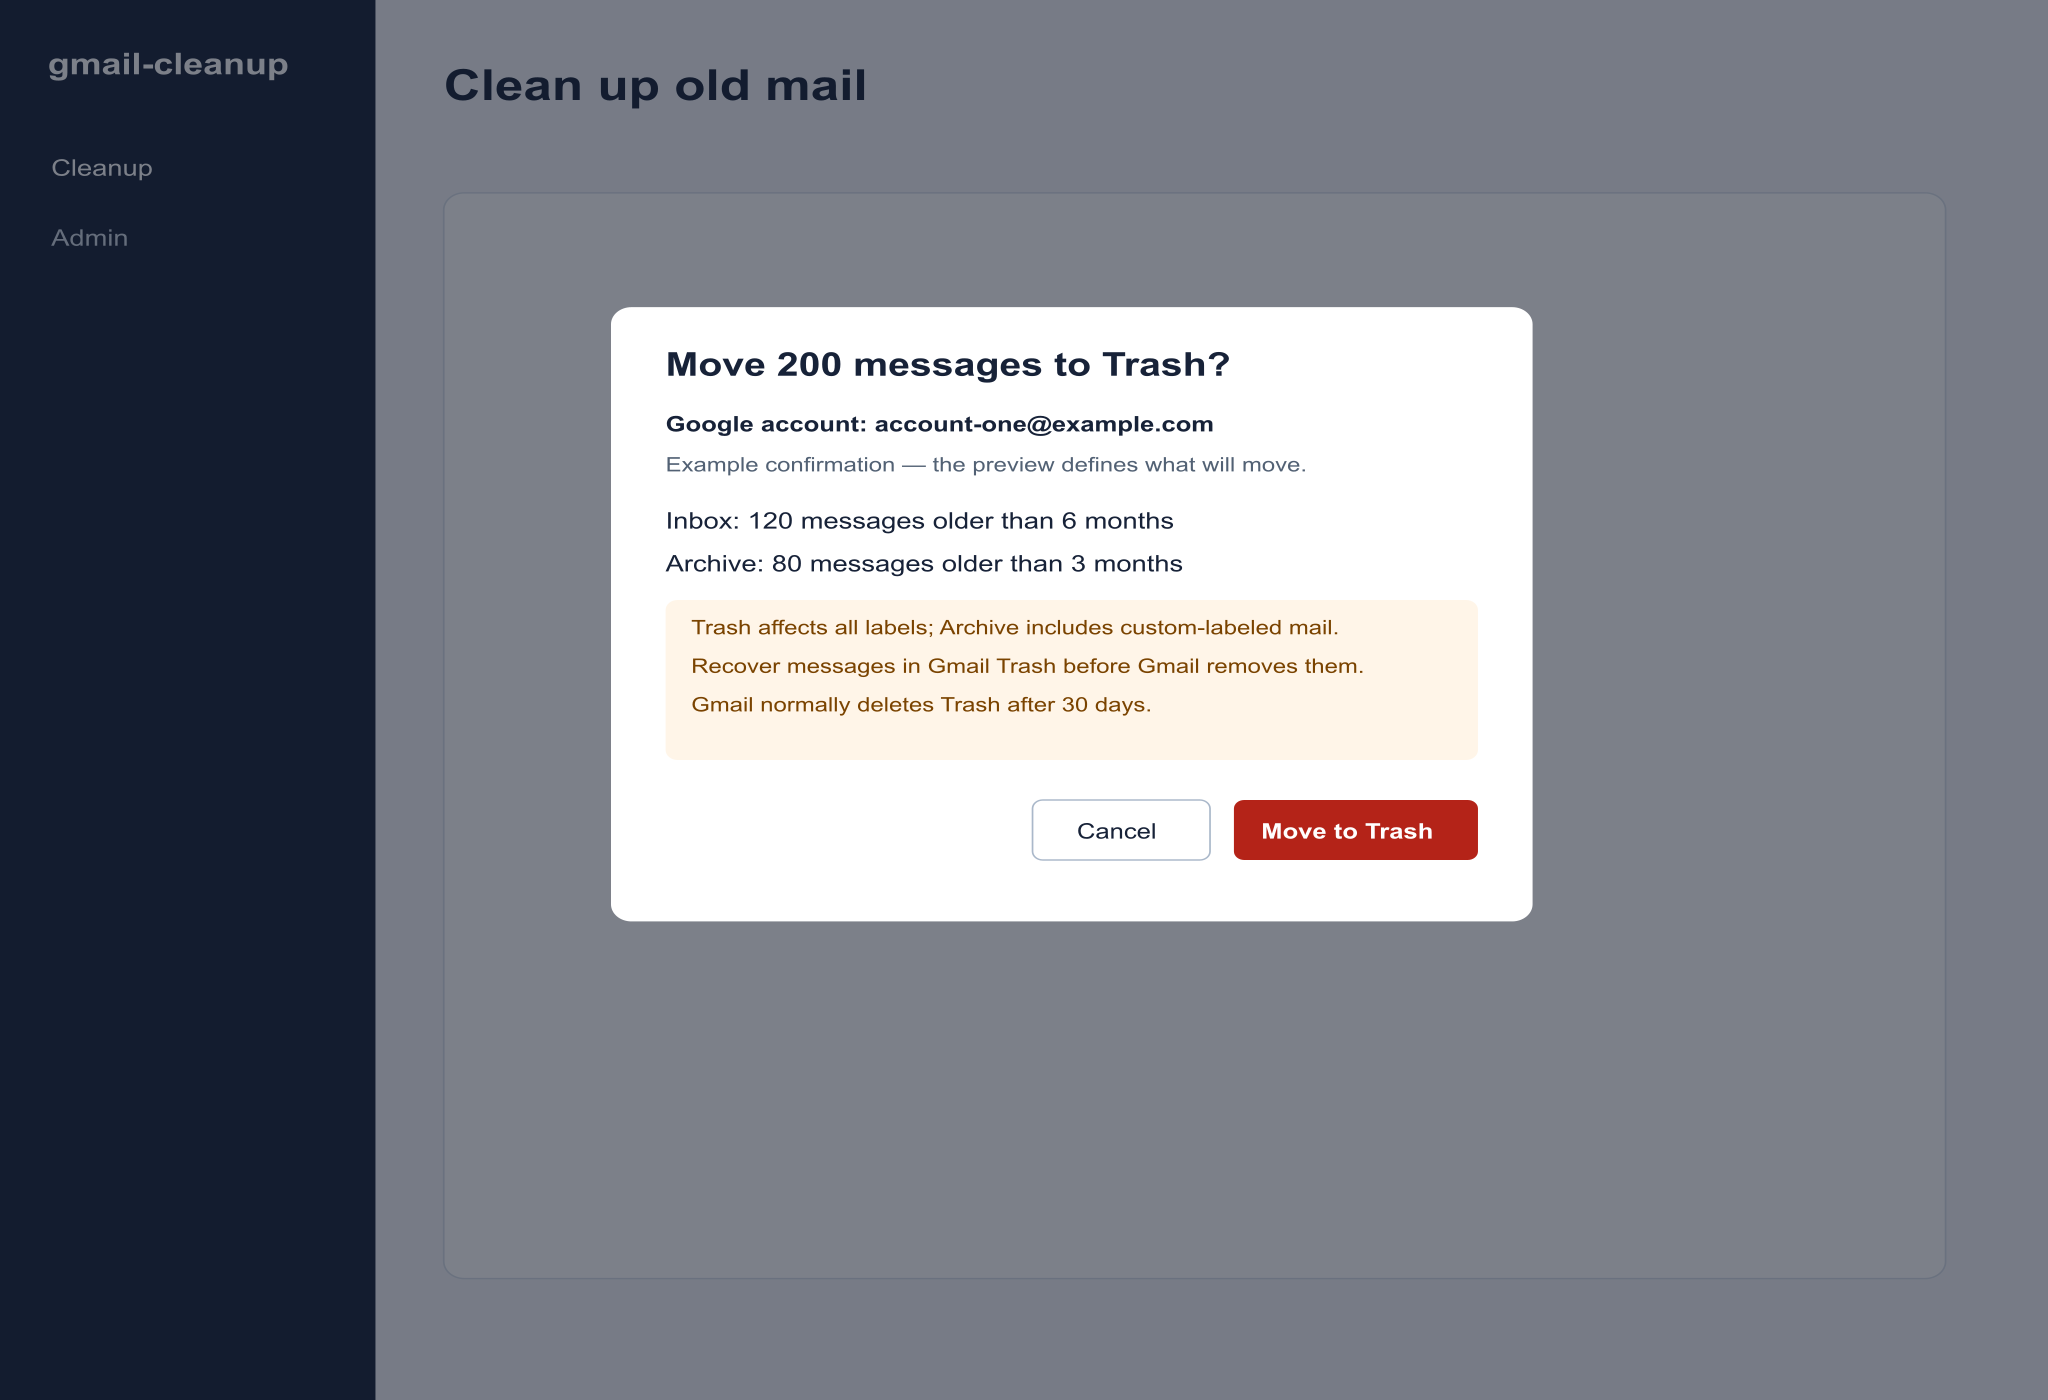 gmail-cleanup
Cleanup
Admin
Clean up old mail
Move 200 messages to Trash?
Google account: account-one@example.com
Example confirmation — the preview defines what will move.
Inbox: 120 messages older than 6 months
Archive: 80 messages older than 3 months
Trash affects all labels; Archive includes custom-labeled mail.
Recover messages in Gmail Trash before Gmail removes them.
Gmail normally deletes Trash after 30 days.
Cancel
Move to Trash